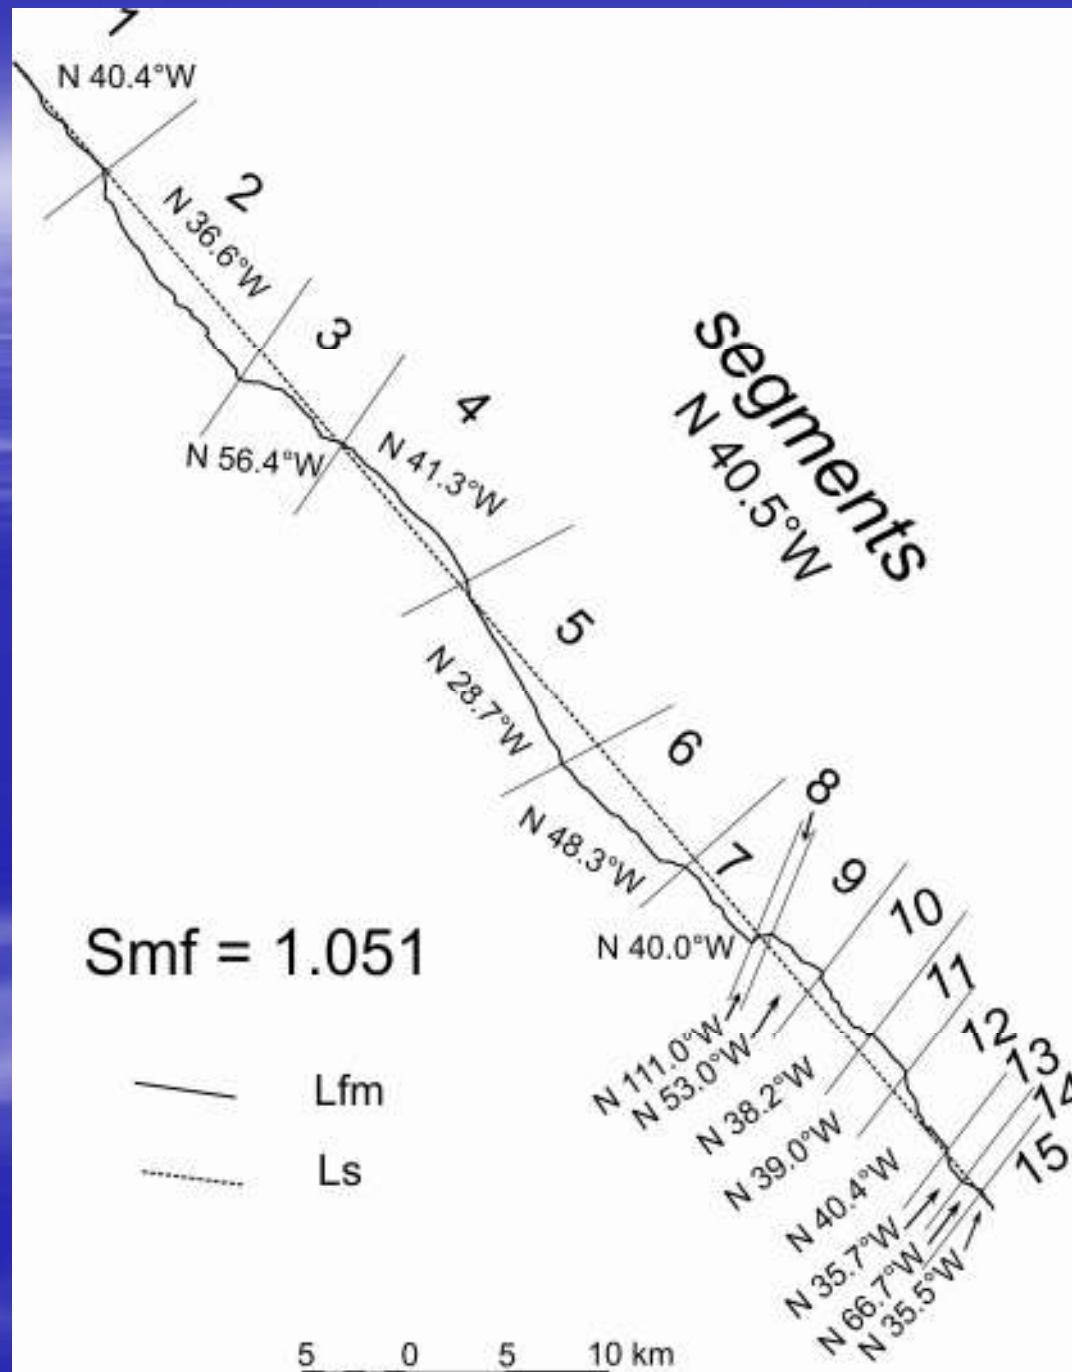 1
N 40.4°W
2
N 36.6°W
3
N 56.4°W
4
N 41.3°W
segments
N 40.5°W
5
N 28.7°W
6
N 48.3°W
7
N 40.0°W
8
N 111.0°W
9
N 53.0°W
10
N 38.2°W
11
N 39.0°W
12
N 40.4°W
13
N 35.7°W
14
N 66.7°W
15
N 35.5°W
Smf = 1.051
Lfm
Ls
5 0 5 10 km